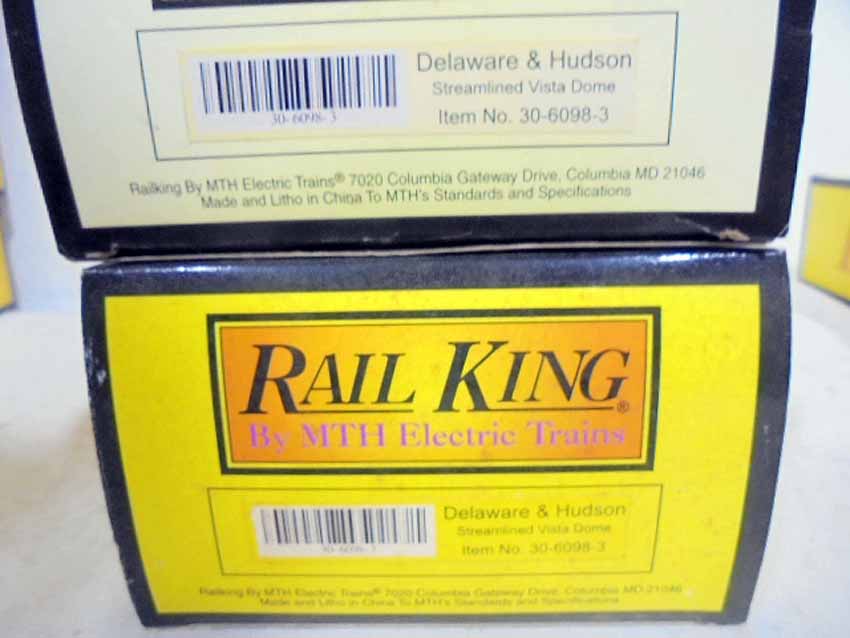 Delaware & Hudson
Streamlined Vista Dome
30-6098-3
Item No. 30-6098-3
Railking By MTH Electric Trains® 7020 Columbia Gateway Drive, Columbia MD 21046
Made and Litho in China To MTH's Standards and Specifications
RAIL KING®
By MTH Electric Trains
Delaware & Hudson
Streamlined Vista Dome
30-6098-3
Item No. 30-6098-3
Railking By MTH Electric Trains® 7020 Columbia Gateway Drive, Columbia MD 21046
Made and Litho in China To MTH's Standards and Specifications